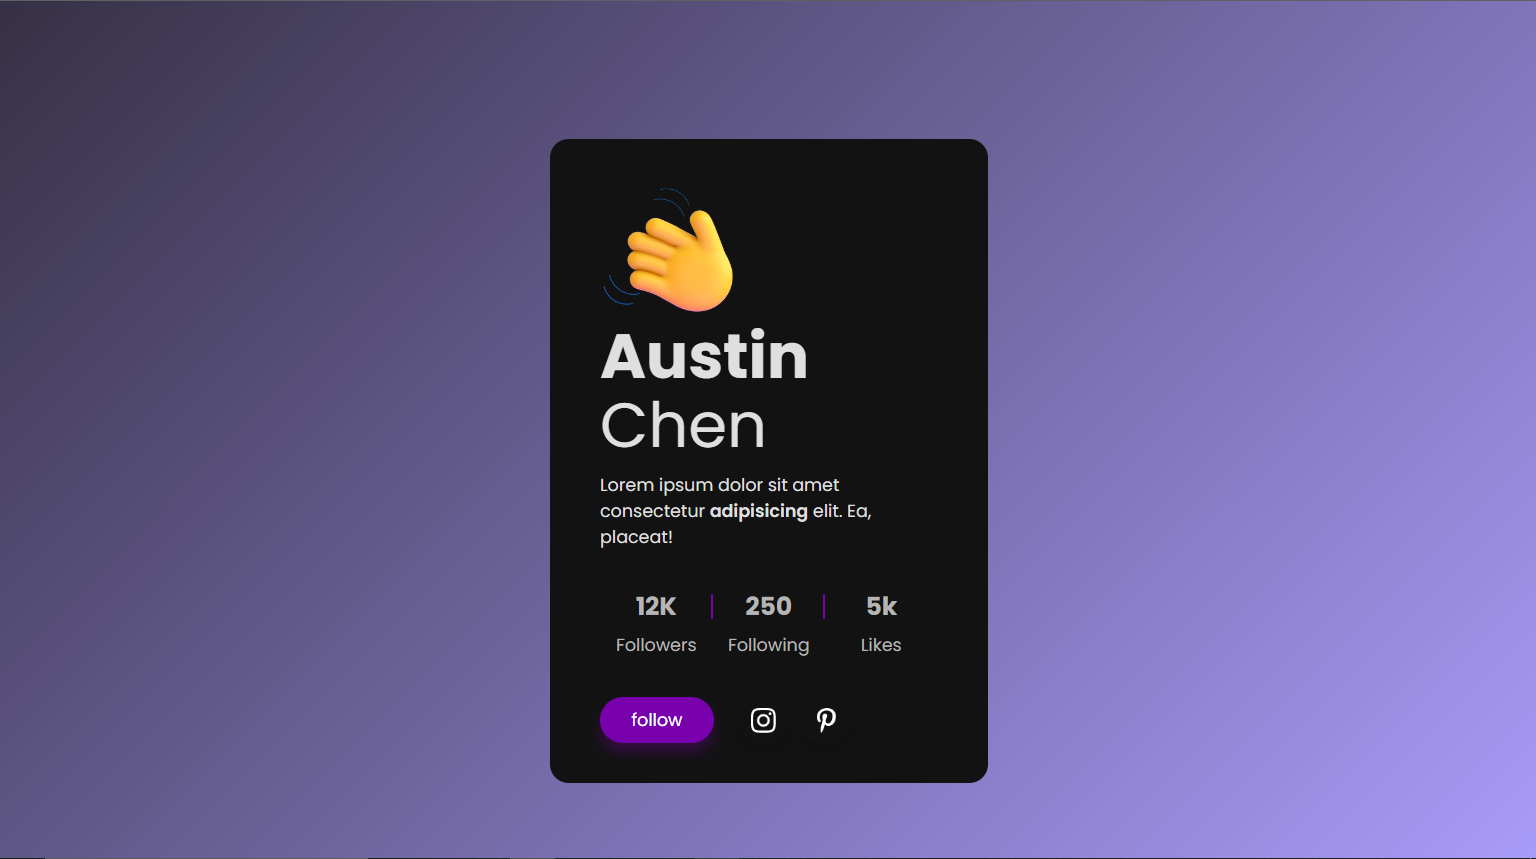 Austin
Chen
Lorem ipsum dolor sit amet
consectetur adipisicing elit. Ea,
placeat!
12K 250 5k
Followers Following Likes
follow